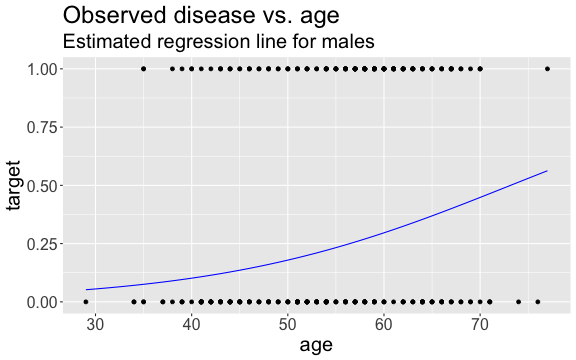 Observed disease vs. age
Estimated regression line for males
1.00
0.75
0.50
0.25
0.00
target
30 40 50 60 70
age